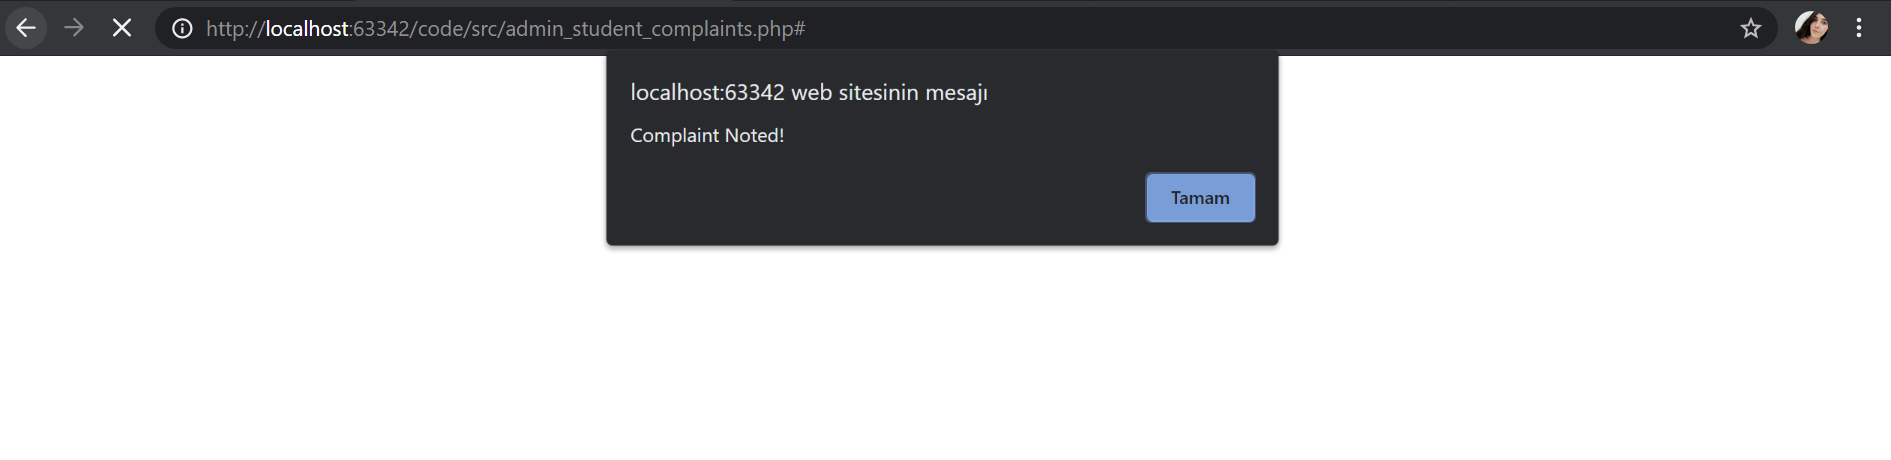 http://localhost:63342/code/src/admin_student_complaints.php#
localhost:63342 web sitesinin mesajı
Complaint Noted!
Tamam